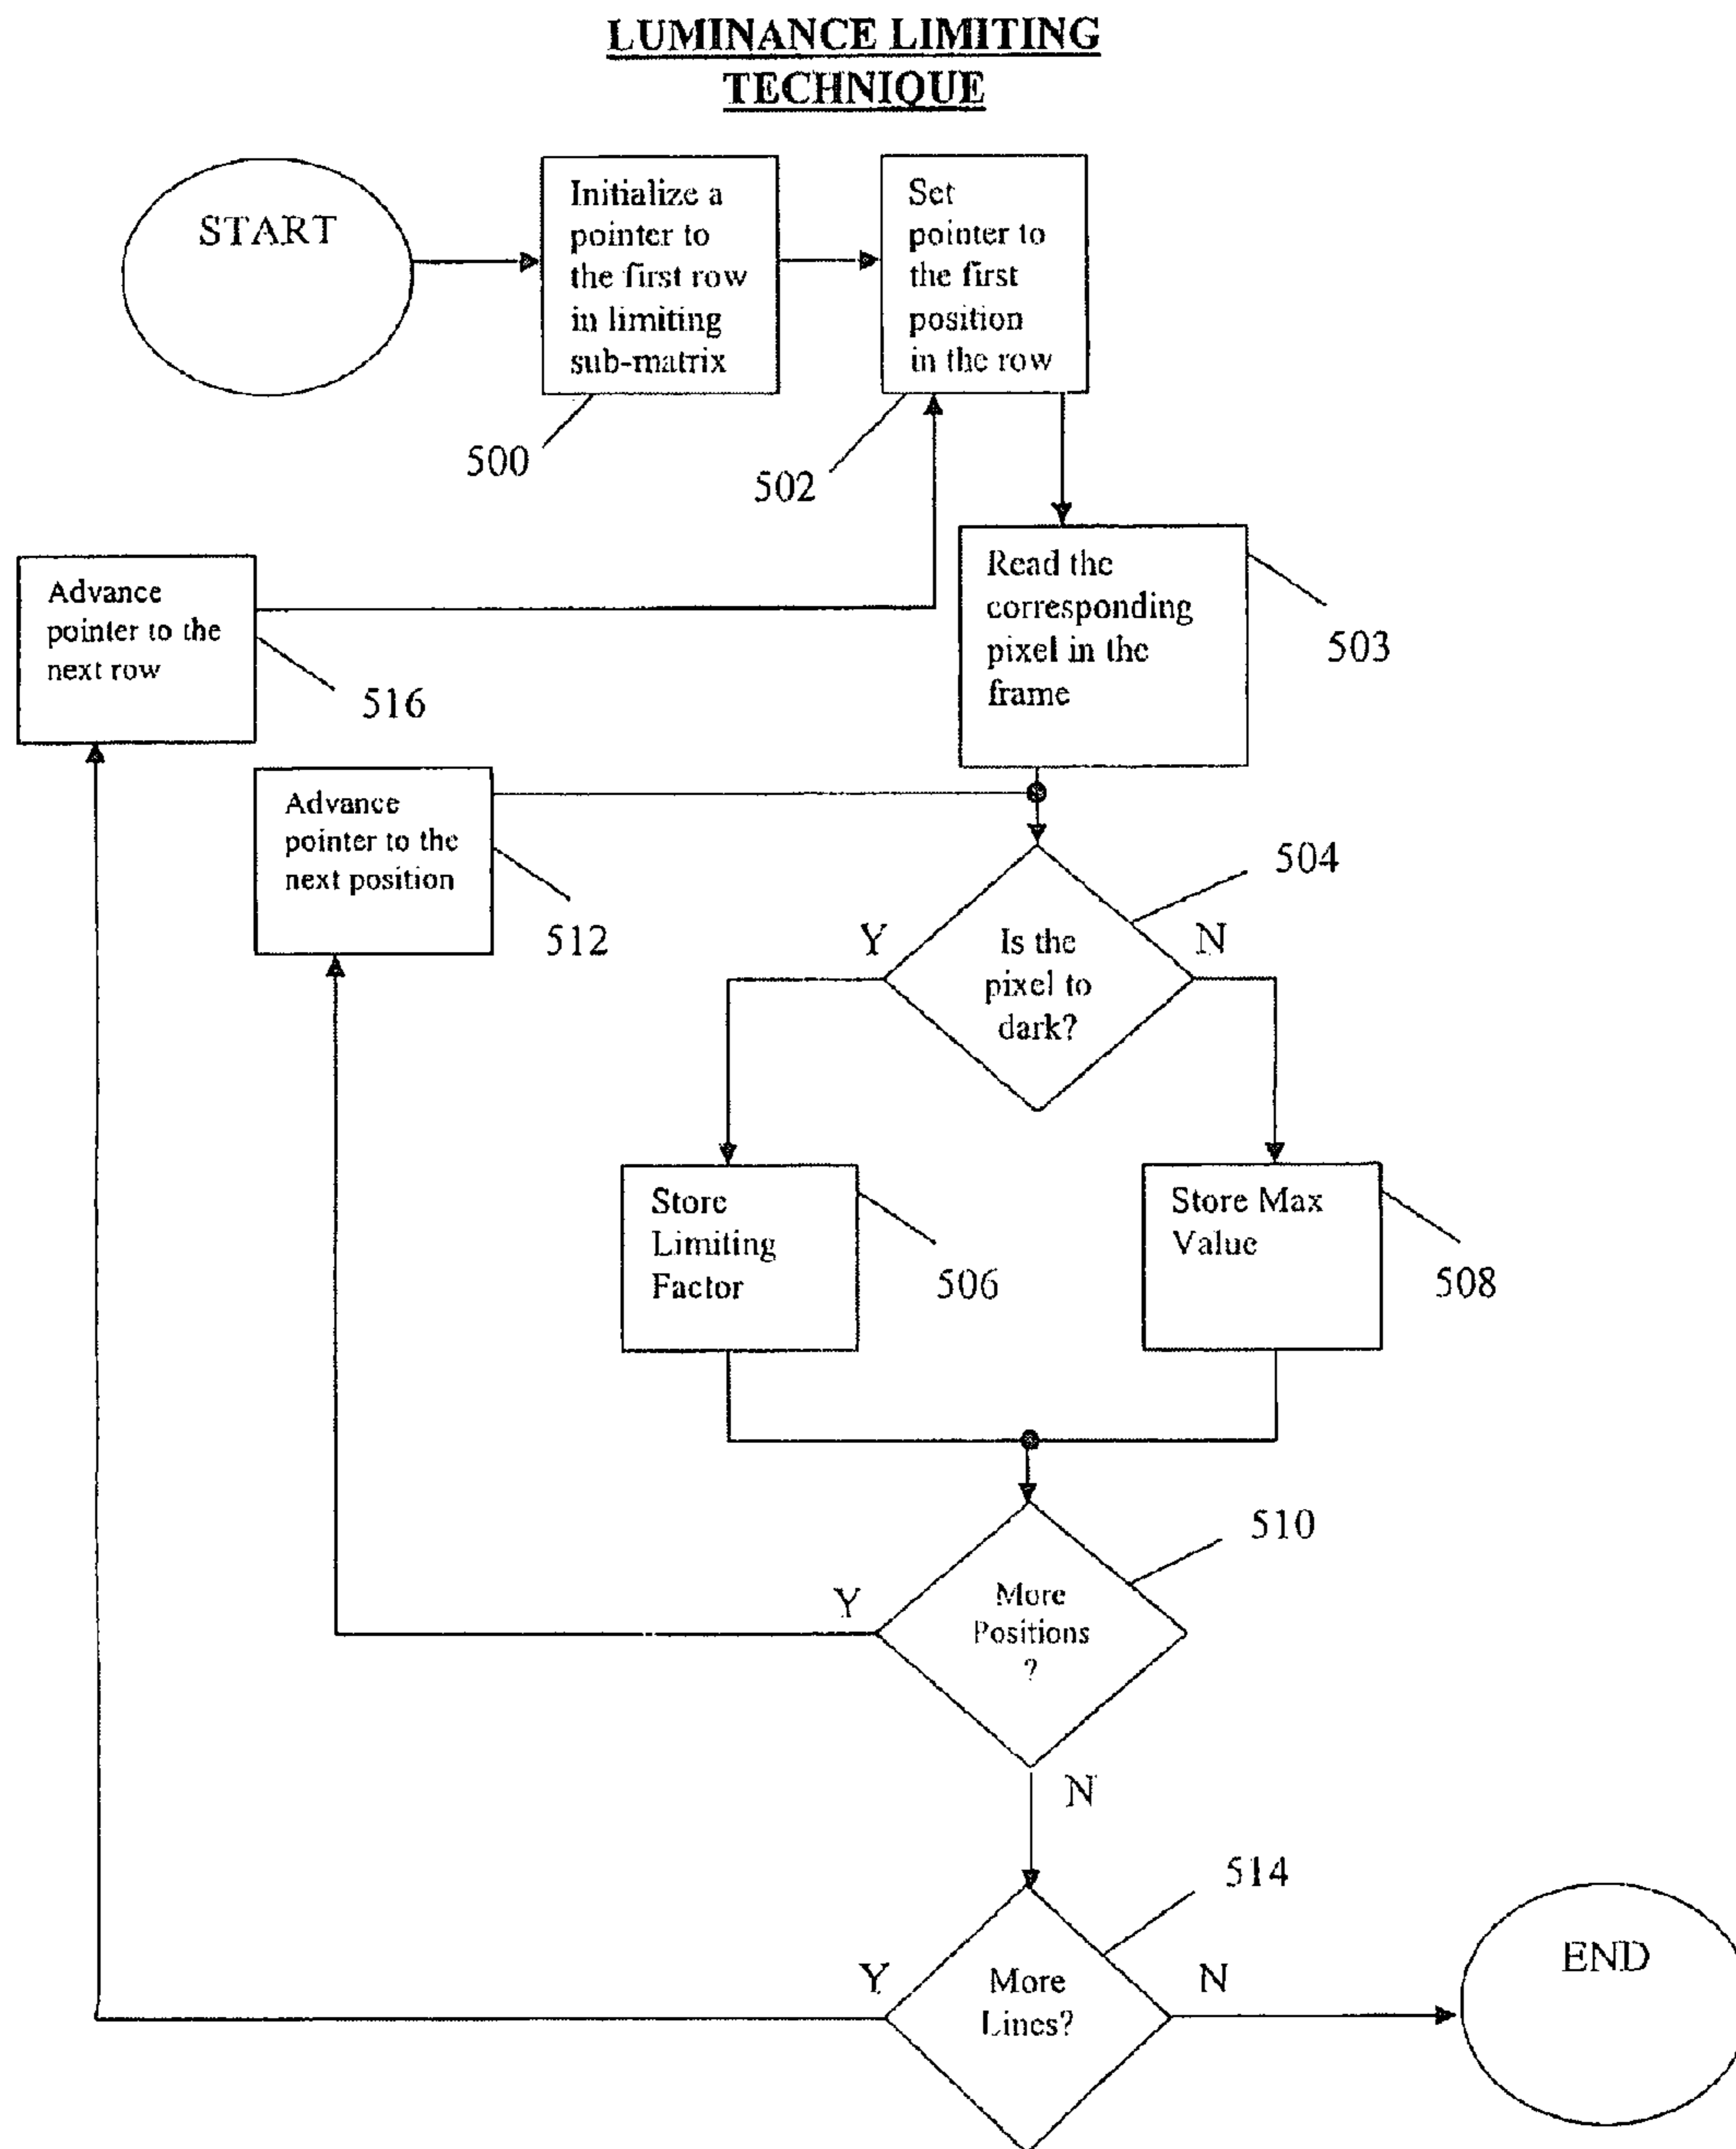 LUMINANCE LIMITING
TECHNIQUE
START
Initialize a
pointer to
the first row
in limiting
sub-matrix
500
Set
pointer to
the first
position
in the row
502
Read the
corresponding
pixel in the
frame
503
Advance
pointer to the
next row
516
Advance
pointer to the
next position
512
504
Y
N
Is the
pixel to
dark?
Store
Limiting
Factor
506
Store Max
Value
508
510
Y
More
Positions
?
N
514
Y
More
Lines?
N
END